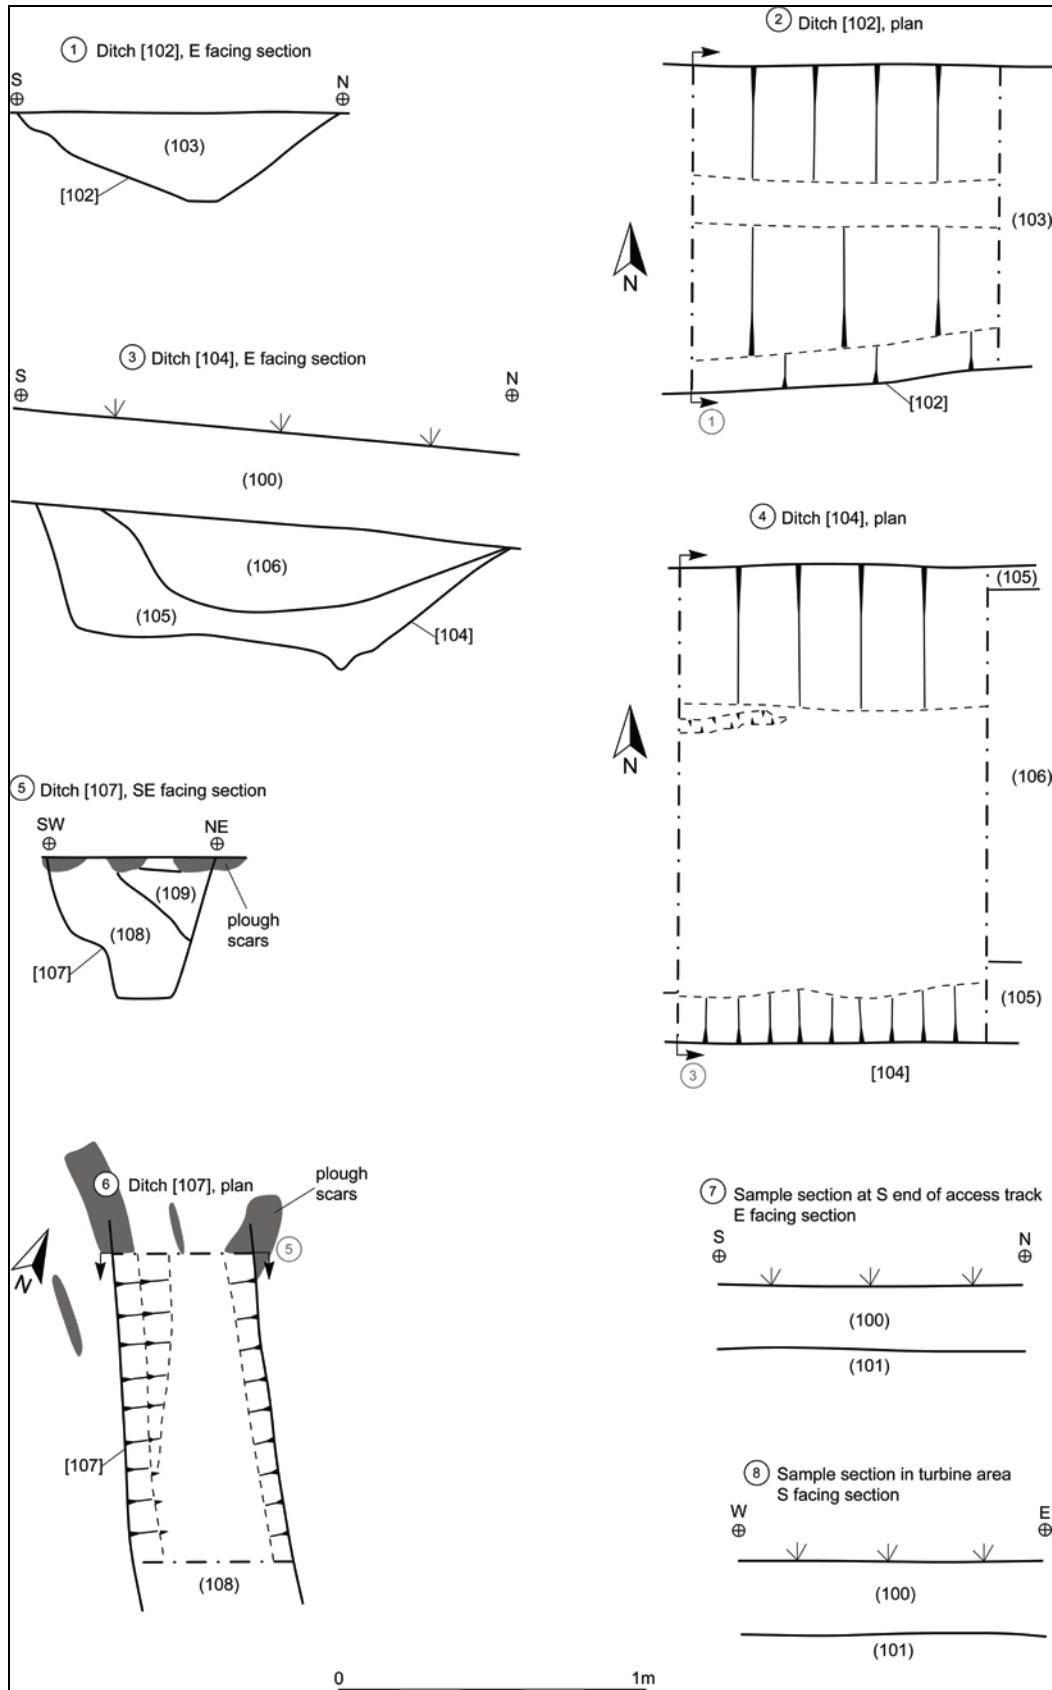 1 Ditch [102], E facing section
S
N
(103)
[102]
2 Ditch [102], plan
(103)
N
[102]
1
3 Ditch [104], E facing section
S
N
(100)
(106)
(105)
[104]
4 Ditch [104], plan
(105)
N
(106)
(105)
[104]
3
5 Ditch [107], SE facing section
SW
NE
(109)
(108)
[107]
plough
scars
6 Ditch [107], plan
plough
scars
5
N
[107]
(108)
7 Sample section at S end of access track
E facing section
S
N
(100)
(101)
8 Sample section in turbine area
S facing section
W
E
(100)
(101)
0
1m